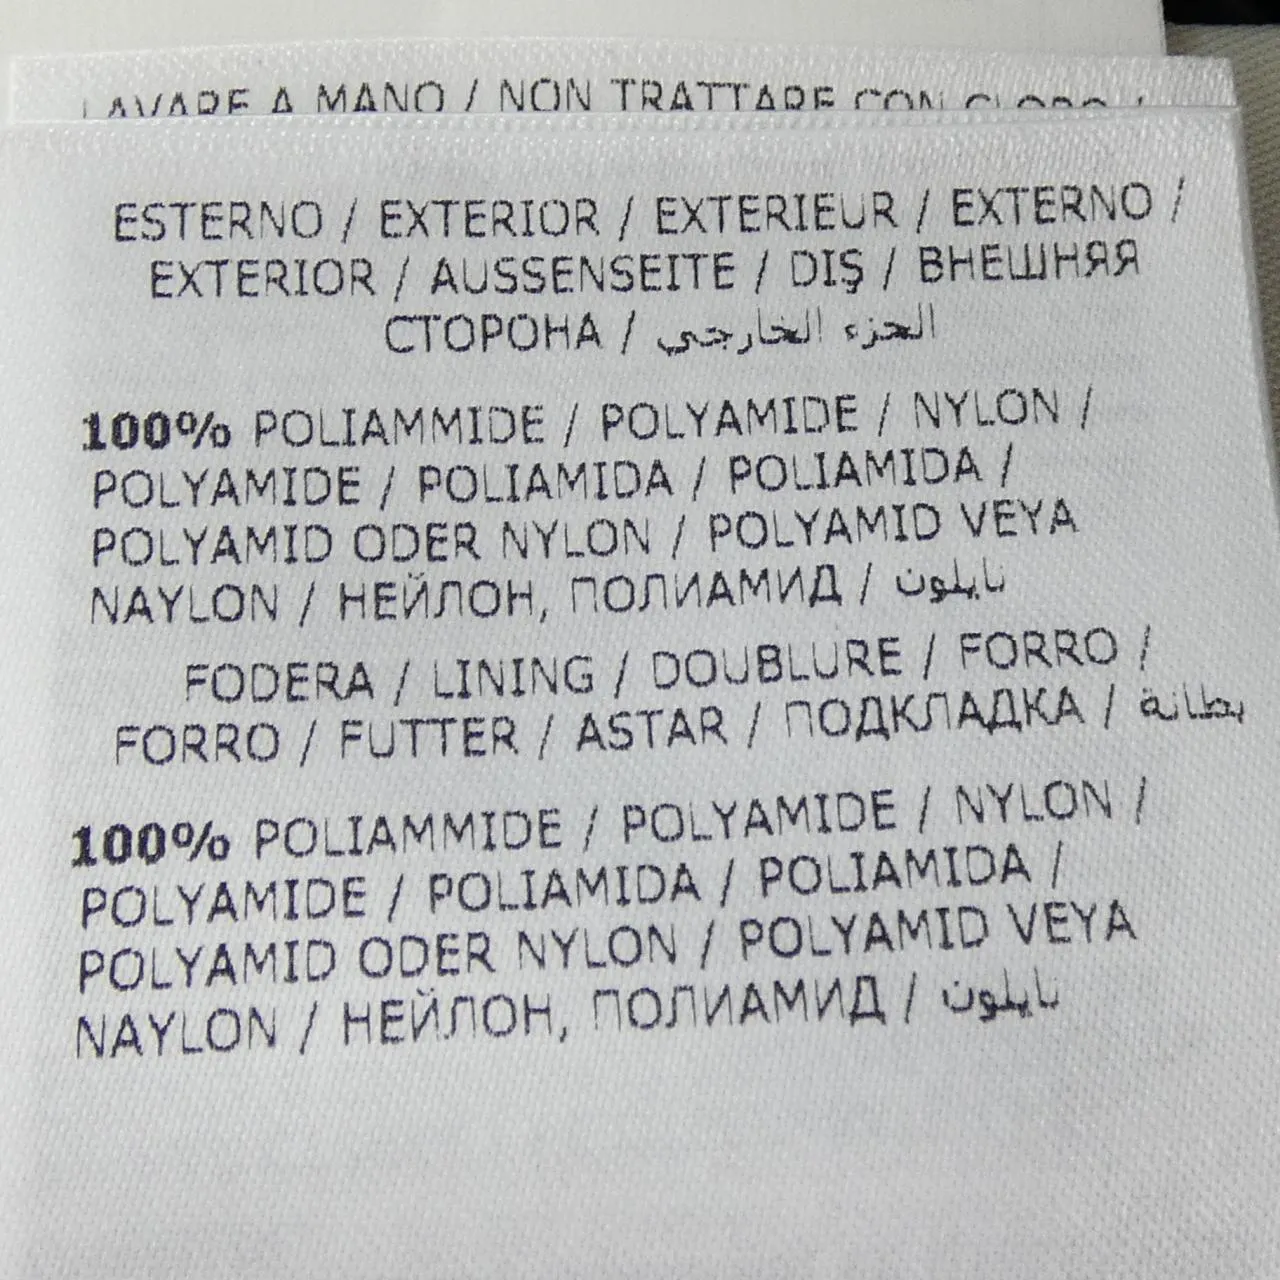 LAVARE A MANO / NON TRATTARE CON CLORO /
ESTERNO / EXTERIOR / EXTERIEUR / EXTERNO /
EXTERIOR / AUSSENSEITE / DIŞ / ВНЕШНЯЯ
СТОРОНА / الجزء الخارجي
100% POLIAMMIDE / POLYAMIDE / NYLON /
POLYAMIDE / POLIAMIDA / POLIAMIDA /
POLYAMID ODER NYLON / POLYAMID VEYA
NAYLON / НЕЙЛОН, ПОЛИАМИД / نايلون
FODERA / LINING / DOUBLURE / FORRO /
FORRO / FUTTER / ASTAR / ПОДКЛАДКА / بطانة
100% POLIAMMIDE / POLYAMIDE / NYLON /
POLYAMIDE / POLIAMIDA / POLIAMIDA /
POLYAMID ODER NYLON / POLYAMID VEYA
NAYLON / НЕЙЛОН, ПОЛИАМИД / نايلون